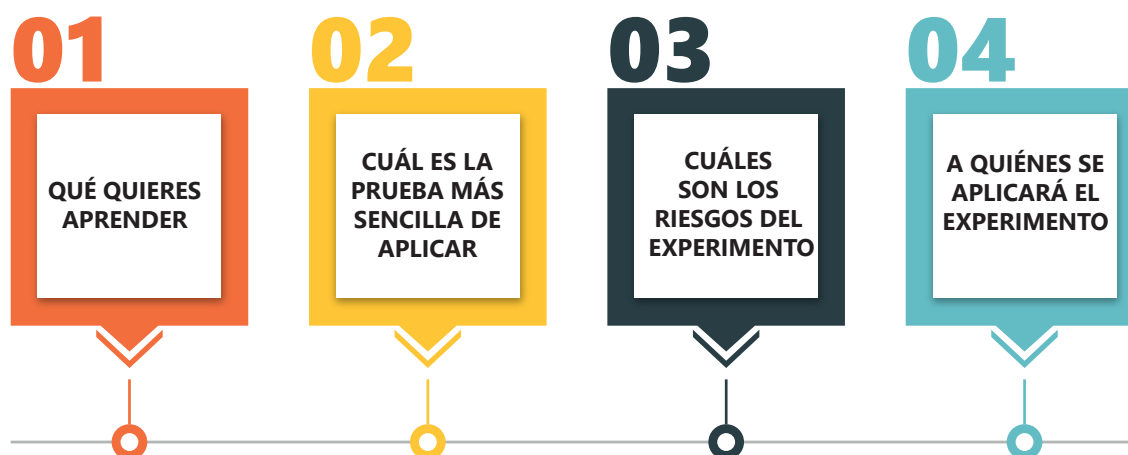 01
QUÉ QUIERES
APRENDER
02
CUÁL ES LA
PRUEBA MÁS
SENCILLA DE
APLICAR
03
CUÁLES
SON LOS
RIESGOS DEL
EXPERIMENTO
04
A QUIÉNES SE
APLICARÁ EL
EXPERIMENTO